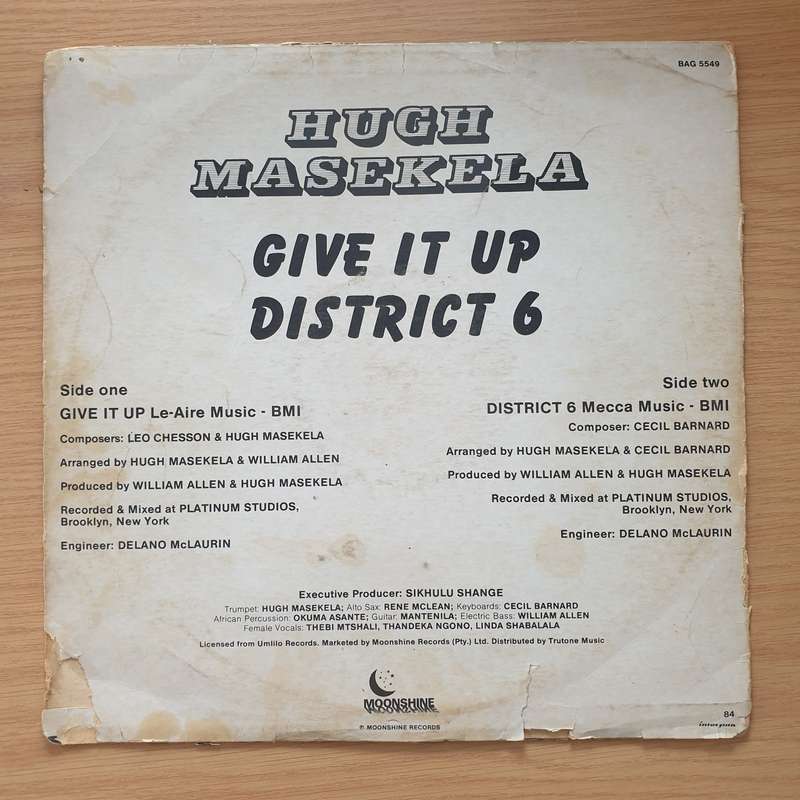 BAG 5549
HUGH
MASEKELA
GIVE IT UP
DISTRICT 6
Side one
GIVE IT UP Le-Aire Music - BMI
Composers: LEO CHESSON & HUGH MASEKELA
Arranged by HUGH MASEKELA & WILLIAM ALLEN
Produced by WILLIAM ALLEN & HUGH MASEKELA
Recorded & Mixed at PLATINUM STUDIOS,
Brooklyn, New York
Engineer: DELANO McLAURIN
Side two
DISTRICT 6 Mecca Music - BMI
Composer: CECIL BARNARD
Arranged by HUGH MASEKELA & CECIL BARNARD
Produced by WILLIAM ALLEN & HUGH MASEKELA
Recorded & Mixed at PLATINUM STUDIOS,
Brooklyn, New York
Engineer: DELANO McLAURIN
Executive Producer: SIKHULU SHANGE
Trumpet: HUGH MASEKELA; Alto Sax: RENE McLEAN; Keyboards: CECIL BARNARD
African Percussion: OKUMA ASANTE; Guitar: MANTENILA; Electric Bass: WILLIAM ALLEN
Female Vocals: THEBI MTSHALI, THANDEKA NGONO, LINDA SHABALALA
Licensed from Umlilo Records. Marketed by Moonshine Records (Pty.) Ltd. Distributed by Trutone Music
MOONSHINE
℗ MOONSHINE RECORDS
84
interpak